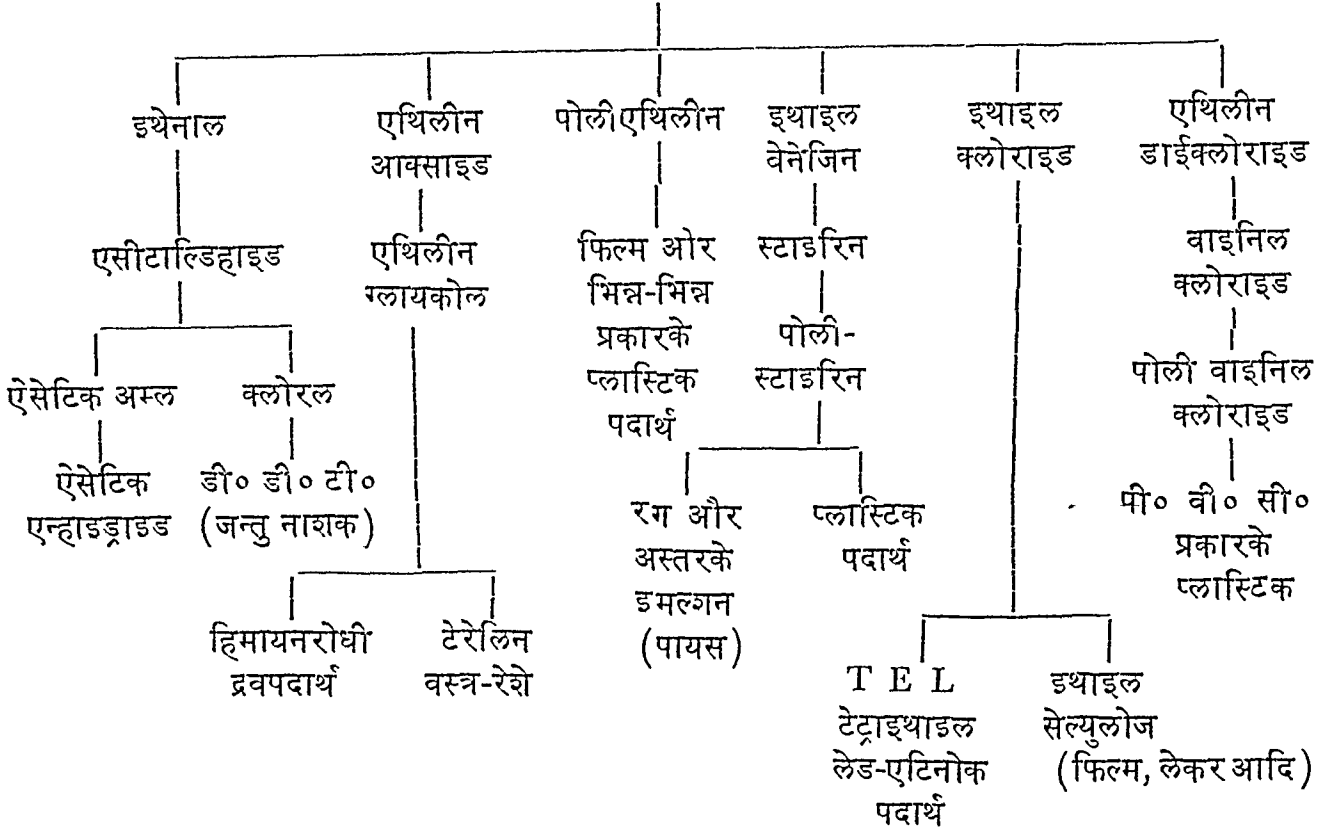 इथेनाल
एथिलीन
आक्साइड
पोलीएथिलीन
इथाइल
वेनेजिन
इथाइल
क्लोराइड
एथिलीन
डाईक्लोराइड
एसीटाल्डिहाइड
एथिलीन
ग्लायकोल
फिल्म ओर
भिन्न-भिन्न
प्रकारके
प्लास्टिक
पदार्थ
स्टाइरिन
वाइनिल
क्लोराइड
पोली-
स्टाइरिन
पोली वाइनिल
क्लोराइड
ऐसेटिक अम्ल
क्लोरल
ऐसेटिक
एन्हाइड्राइड
डी० डी० टी०
(जन्तु नाशक)
रग और
अस्तरके
इमल्शन
(पायस)
प्लास्टिक
पदार्थ
पी० वी० सी०
प्रकारके
प्लास्टिक
हिमायनरोधी
द्रवपदार्थ
टेरेलिन
वस्त्र-रेशे
T E L
टेट्राइथाइल
लेड-एटिनोक
पदार्थ
इथाइल
सेल्युलोज
(फिल्म, लेकर आदि)